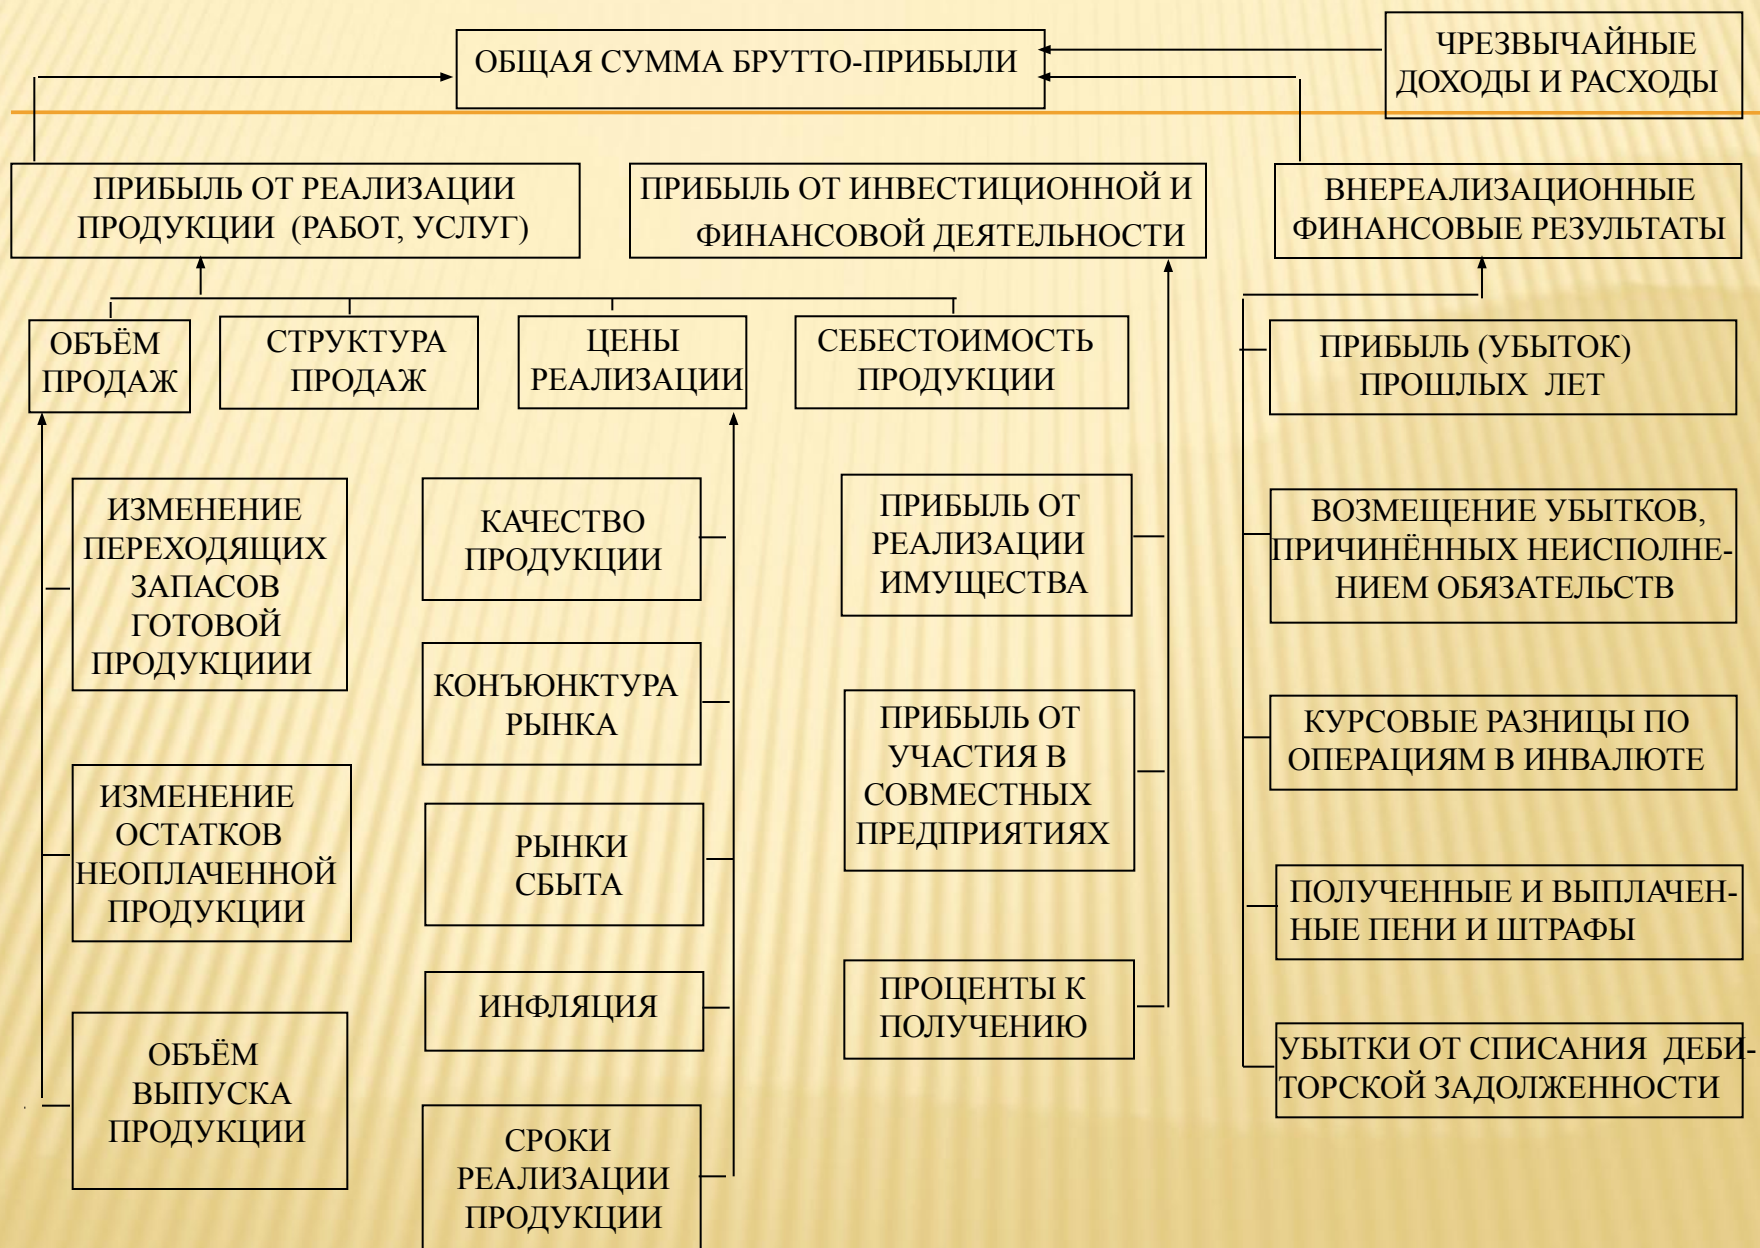 ОБЩАЯ СУММА БРУТТО-ПРИБЫЛИ
ЧРЕЗВЫЧАЙНЫЕ
ДОХОДЫ И РАСХОДЫ
ПРИБЫЛЬ ОТ РЕАЛИЗАЦИИ
ПРОДУКЦИИ (РАБОТ, УСЛУГ)
ПРИБЫЛЬ ОТ ИНВЕСТИЦИОННОЙ И
ФИНАНСОВОЙ ДЕЯТЕЛЬНОСТИ
ВНЕРЕАЛИЗАЦИОННЫЕ
ФИНАНСОВЫЕ РЕЗУЛЬТАТЫ
ОБЪЁМ
ПРОДАЖ
СТРУКТУРА
ПРОДАЖ
ЦЕНЫ
РЕАЛИЗАЦИИ
СЕБЕСТОИМОСТЬ
ПРОДУКЦИИ
ПРИБЫЛЬ (УБЫТОК)
ПРОШЛЫХ ЛЕТ
ИЗМЕНЕНИЕ
ПЕРЕХОДЯЩИХ
ЗАПАСОВ
ГОТОВОЙ
ПРОДУКЦИИИ
КАЧЕСТВО
ПРОДУКЦИИ
ПРИБЫЛЬ ОТ
РЕАЛИЗАЦИИ
ИМУЩЕСТВА
ВОЗМЕЩЕНИЕ УБЫТКОВ,
ПРИЧИНЁННЫХ НЕИСПОЛНЕ-
НИЕМ ОБЯЗАТЕЛЬСТВ
КОНЪЮНКТУРА
РЫНКА
ПРИБЫЛЬ ОТ
УЧАСТИЯ В
СОВМЕСТНЫХ
ПРЕДПРИЯТИЯХ
КУРСОВЫЕ РАЗНИЦЫ ПО
ОПЕРАЦИЯМ В ИНВАЛЮТЕ
ИЗМЕНЕНИЕ
ОСТАТКОВ
НЕОПЛАЧЕННОЙ
ПРОДУКЦИИ
РЫНКИ
СБЫТА
ПОЛУЧЕННЫЕ И ВЫПЛАЧЕН-
НЫЕ ПЕНИ И ШТРАФЫ
ИНФЛЯЦИЯ
ПРОЦЕНТЫ К
ПОЛУЧЕНИЮ
ОБЪЁМ
ВЫПУСКА
ПРОДУКЦИИ
УБЫТКИ ОТ СПИСАНИЯ ДЕБИ-
ТОРСКОЙ ЗАДОЛЖЕННОСТИ
СРОКИ
РЕАЛИЗАЦИИ
ПРОДУКЦИИ